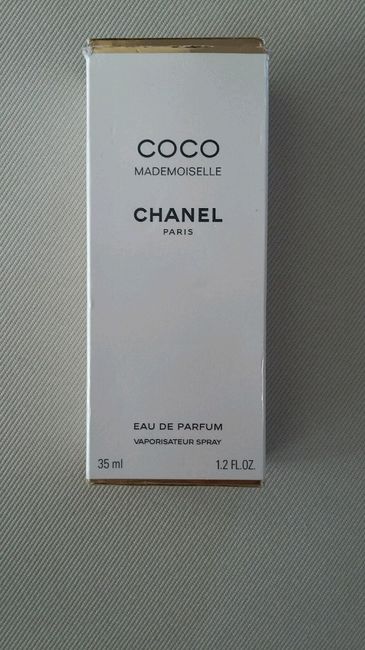 COCO
MADEMOISELLE
CHANEL
PARIS
EAU DE PARFUM
VAPORISATEUR SPRAY
35 ml 1.2 FL.OZ.